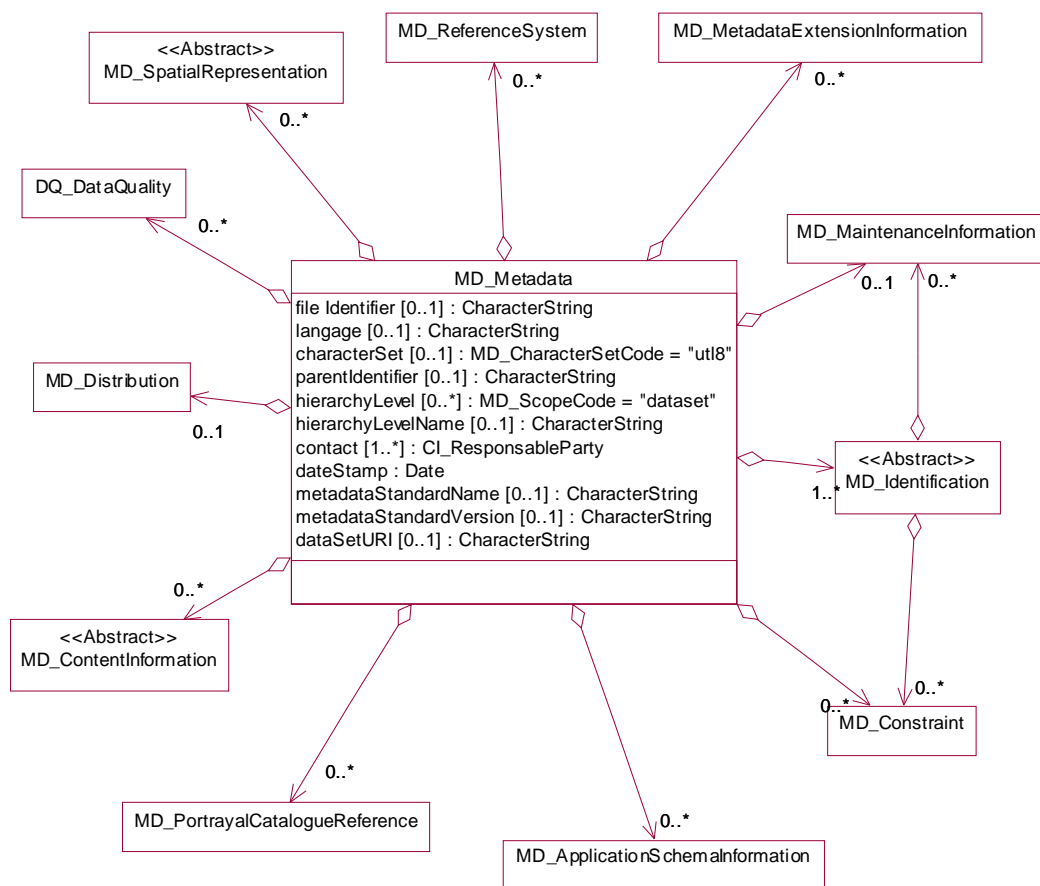 <<Abstract>>
MD_SpatialRepresentation
0..*
MD_ReferenceSystem
0..*
MD_MetadataExtensionInformation
0..*
DQ_DataQuality
0..*
MD_MaintenanceInformation
0..1
0..*
MD_Metadata
file Identifier [0..1] : CharacterString
langage [0..1] : CharacterString
characterSet [0..1] : MD_CharacterSetCode = "utl8"
parentIdentifier [0..1] : CharacterString
hierarchyLevel [0..*] : MD_ScopeCode = "dataset"
hierarchyLevelName [0..1] : CharacterString
contact [1..*] : CI_ResponsableParty
dateStamp : Date
metadataStandardName [0..1] : CharacterString
metadataStandardVersion [0..1] : CharacterString
dataSetURI [0..1] : CharacterString
MD_Distribution
0..1
<<Abstract>>
MD_Identification
1..*
0..*
<<Abstract>>
MD_ContentInformation
0..*
0..*
MD_Constraint
0..*
MD_PortrayalCatalogueReference
0..*
MD_ApplicationSchemaInformation